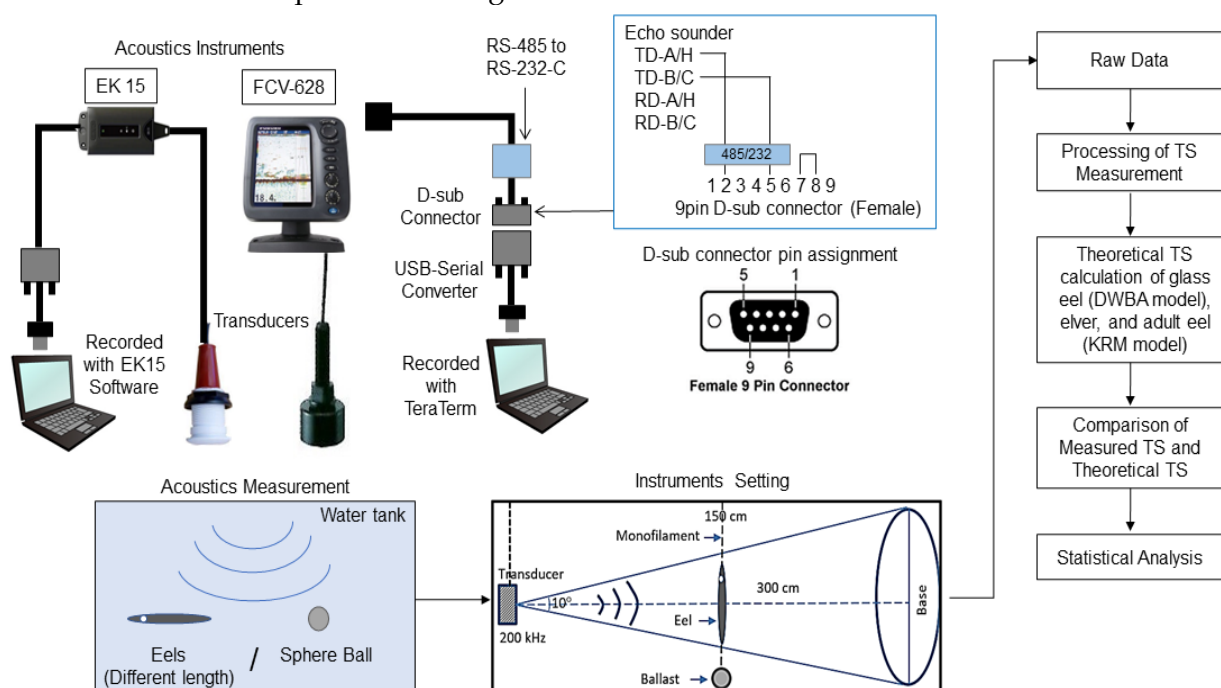 Acoustics Instruments
EK 15
FCV-628
18.4.
RS-485 to
RS-232-C
D-sub
Connector
USB-Serial
Converter
Transducers
Recorded
with EK15
Software
Recorded
with
TeraTerm
Echo sounder
TD-A/H
TD-B/C
RD-A/H
RD-B/C
485/232
1 2 3 4 5 6 7 8 9
9pin D-sub connector (Female)
D-sub connector pin assignment
5 1
9 6
Female 9 Pin Connector
Acoustics Measurement
Water tank
Eels
(Different length)
/
Sphere Ball
Instruments Setting
150 cm
Monofilament
Transducer
10°
300 cm
Base
Eel
200 kHz
Ballast
Raw Data
Processing of TS
Measurement
Theoretical TS
calculation of glass
eel (DWBA model),
elver, and adult eel
(KRM model)
Comparison of
Measured TS and
Theoretical TS
Statistical Analysis